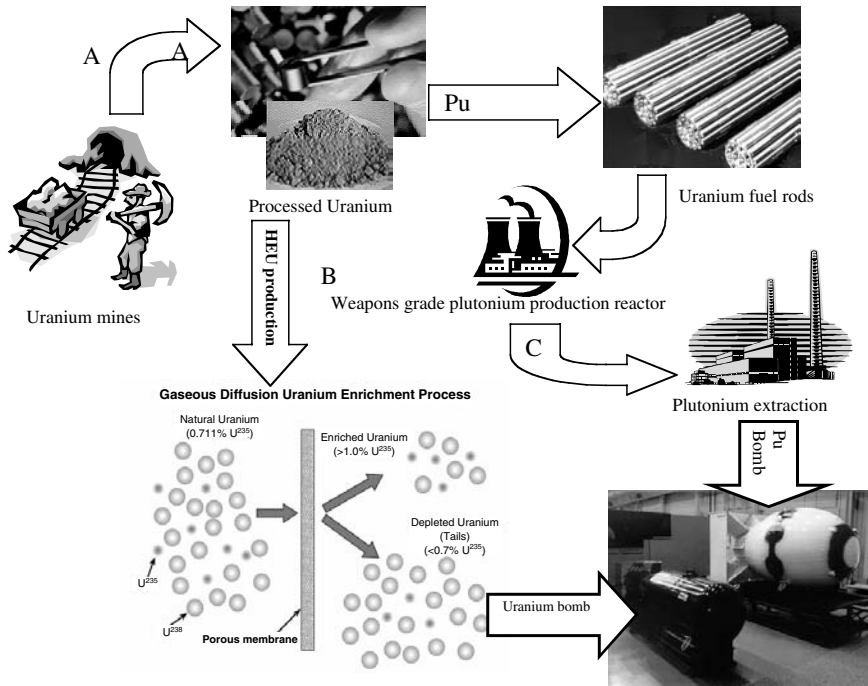 A
A
Pu
Processed Uranium
Uranium fuel rods
Uranium mines
HEU production
B
Weapons grade plutonium production reactor
C
Plutonium extraction
Pu
Bomb
Gaseous Diffusion Uranium Enrichment Process
Natural Uranium
(0.711% U²³⁵)
Enriched Uranium
(>1.0% U²³⁵)
Depleted Uranium
(Tails)
(<0.7% U²³⁵)
U²³⁵
U²³⁸
Porous membrane
Uranium bomb